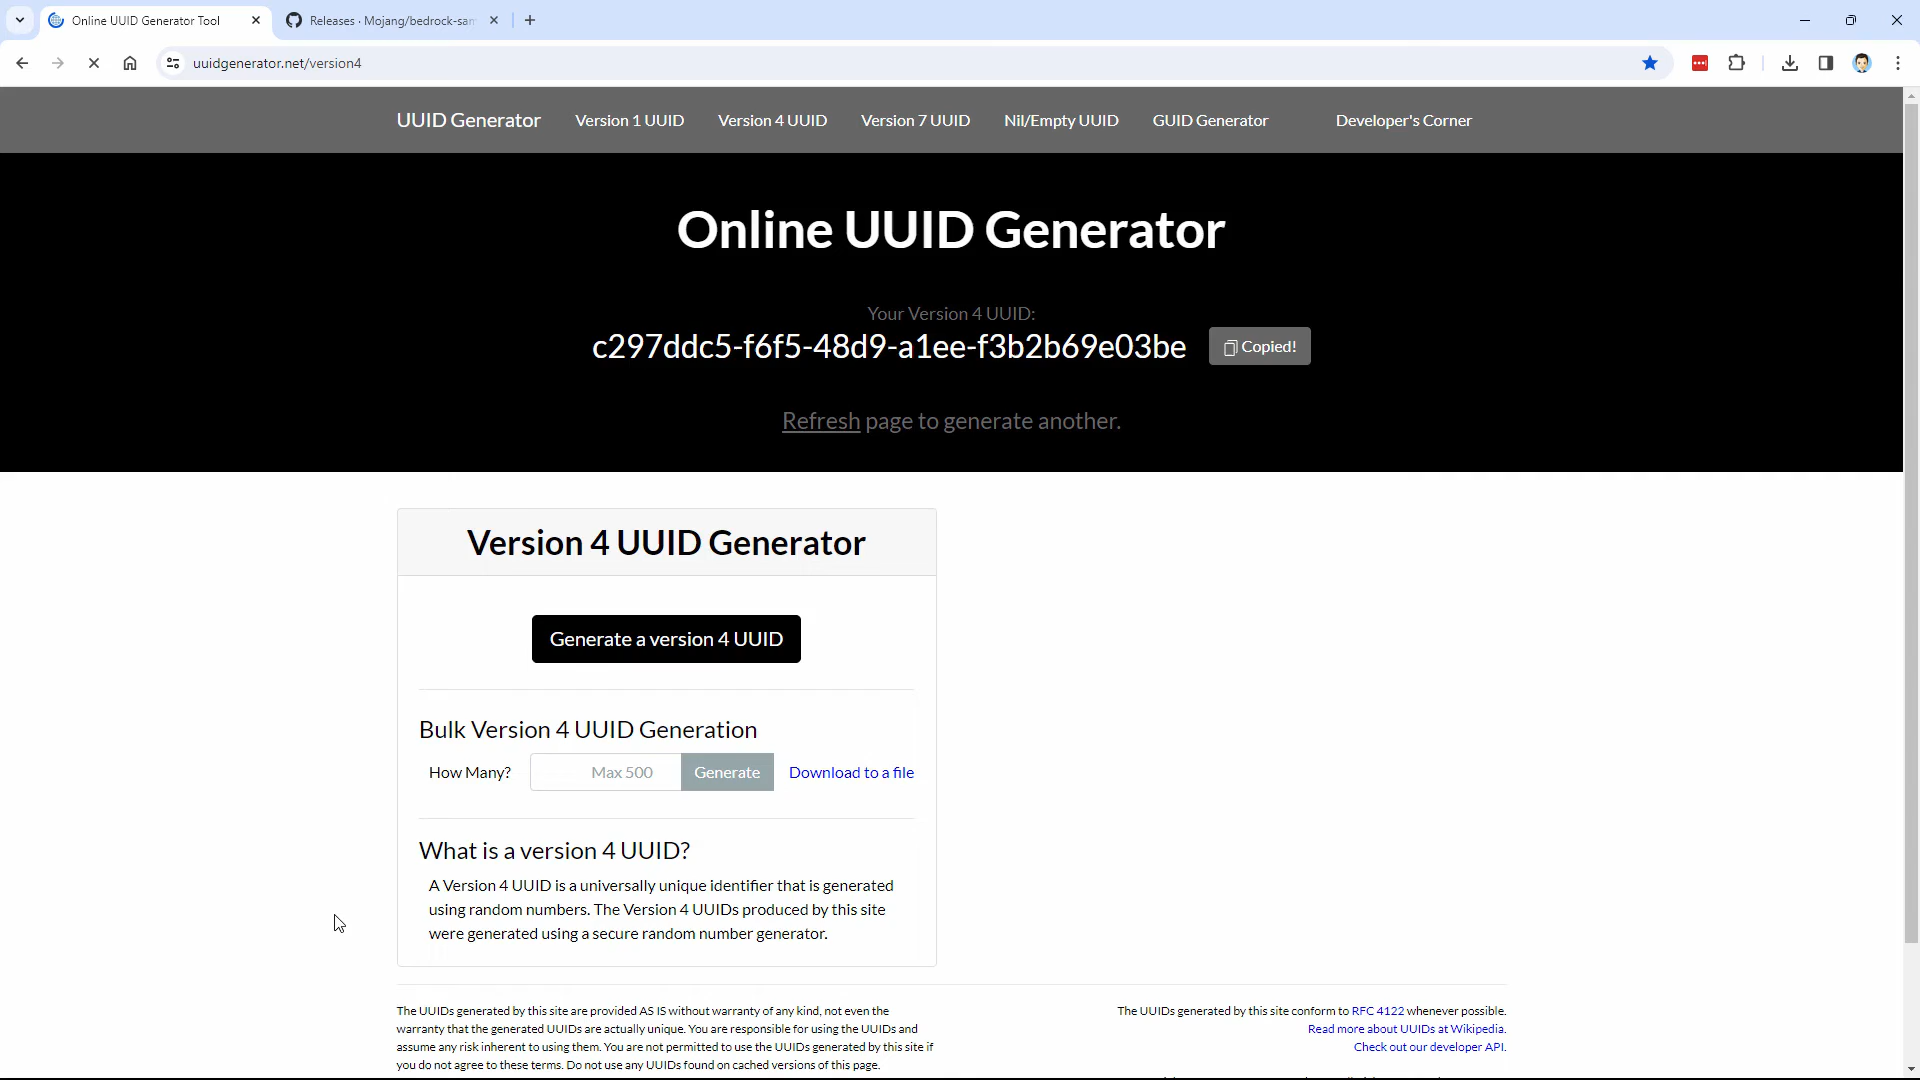 Online UUID Generator Tool
Releases · Mojang/bedrock-sam
uuidgenerator.net/version4
UUID Generator
Version 1 UUID
Version 4 UUID
Version 7 UUID
Nil/Empty UUID
GUID Generator
Developer's Corner
Online UUID Generator
Your Version 4 UUID:
c297ddc5-f6f5-48d9-a1ee-f3b2b69e03be
Copied!
Refresh page to generate another.
Version 4 UUID Generator
Generate a version 4 UUID
Bulk Version 4 UUID Generation
How Many?
Max 500
Generate
Download to a file
What is a version 4 UUID?
A Version 4 UUID is a universally unique identifier that is generated
using random numbers. The Version 4 UUIDs produced by this site
were generated using a secure random number generator.
The UUIDs generated by this site are provided AS IS without warranty of any kind, not even the
warranty that the generated UUIDs are actually unique. You are responsible for using the UUIDs and
assume any risk inherent to using them. You are not permitted to use the UUIDs generated by this site if
you do not agree to these terms. Do not use any UUIDs found on cached versions of this page.
The UUIDs generated by this site conform to RFC 4122 whenever possible.
Read more about UUIDs at Wikipedia.
Check out our developer API.